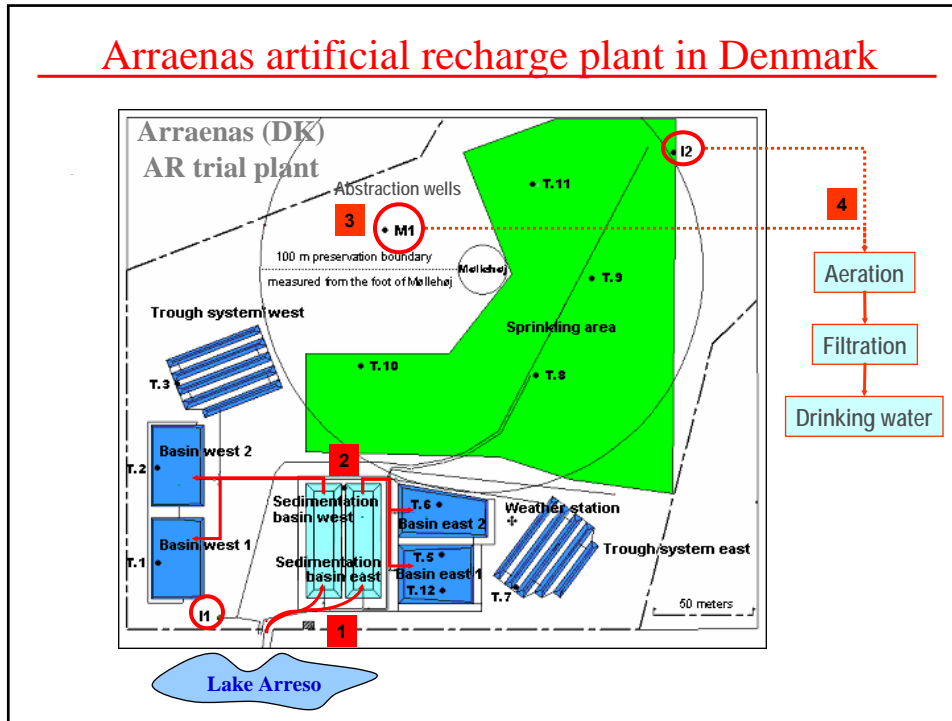 Arraenas artificial recharge plant in Denmark
Arraenas (DK)
AR trial plant
Abstraction wells
3
M1
T.11
I2
4
100 m preservation boundary
measured from the foot of Møllehøj
Møllehøj
T.9
Sprinkling area
T.10
T.8
Aeration
Filtration
Drinking water
Trough system west
T.3
Basin west 2
T.2
Basin west 1
T.1
I1
2
Sedimentation
basin west
Sedimentation
basin east
T.6
Basin east 2
T.5
Basin east 1
T.12
Weather station
Trough system east
T.7
50 meters
1
Lake Arreso